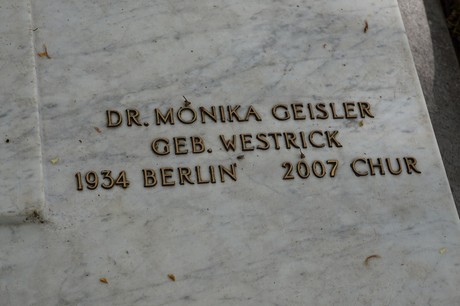 DR. MONIKA GEISLER
GEB. WESTRICK
1934 BERLIN 2007 CHUR